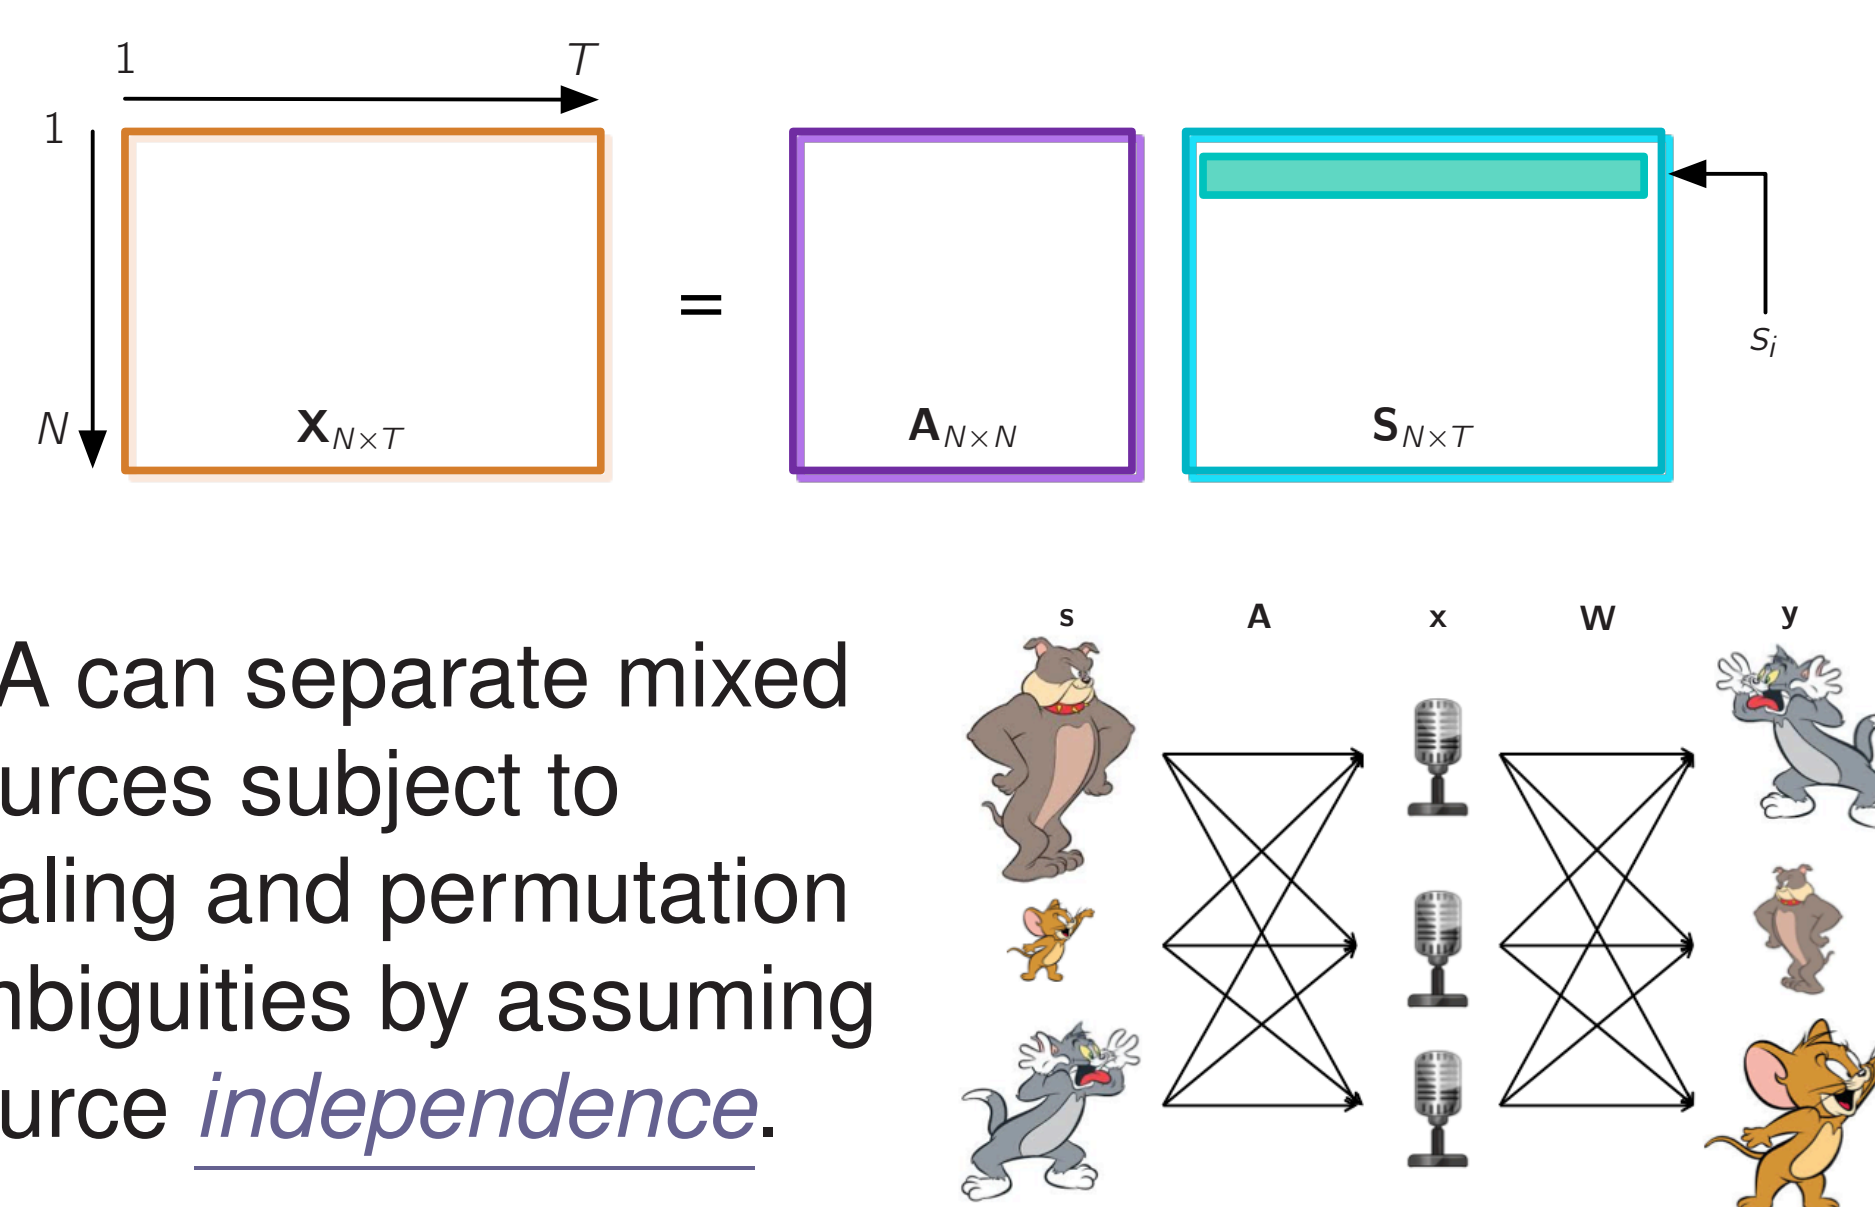 1 T
1
=
N
X_{N×T}
A_{N×N}
S_{N×T}
s_i
A can separate mixed
urces subject to
aling and permutation
nbiguities by assuming
urce independence.
s A x W y